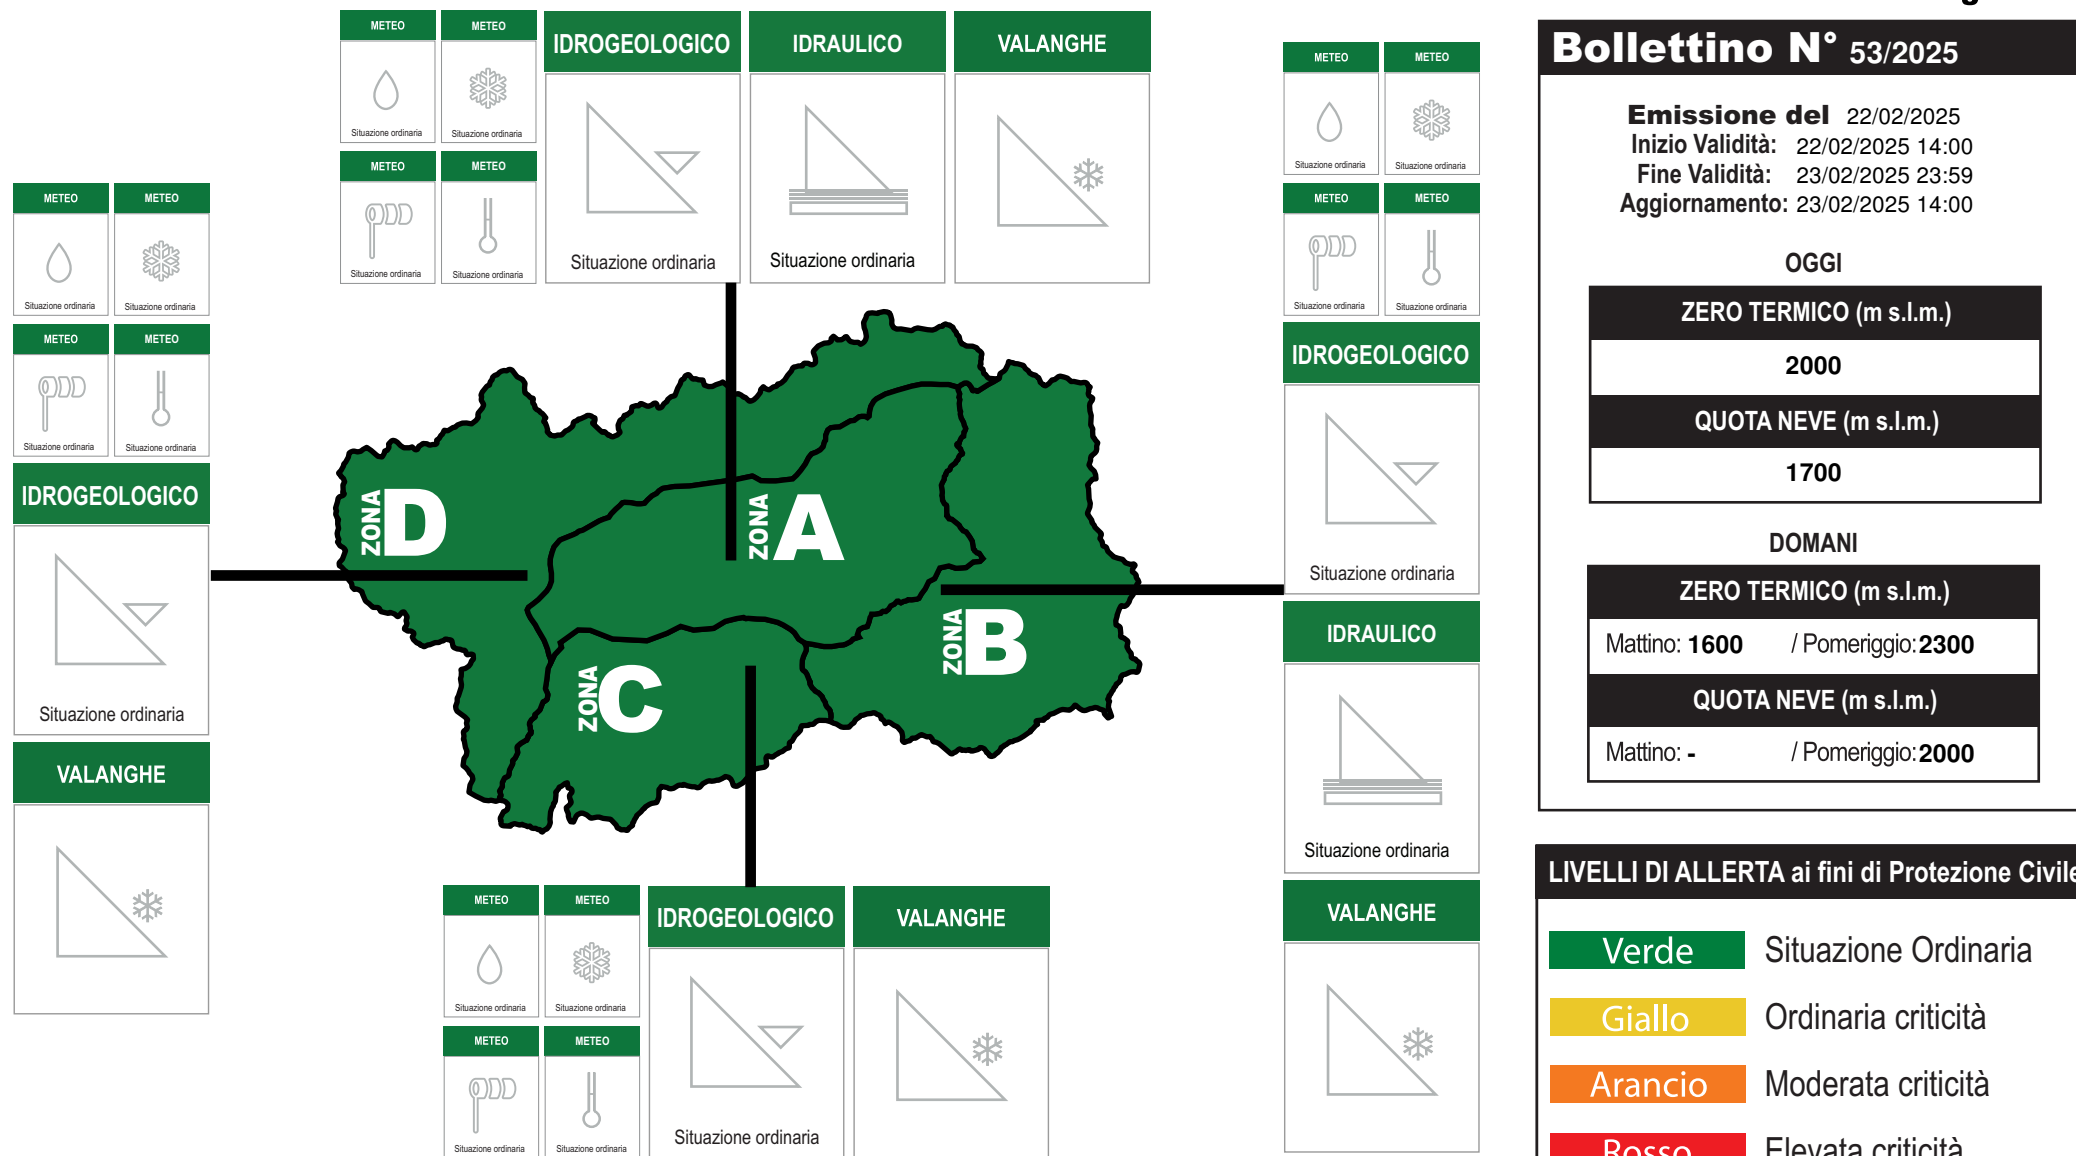 METEO
METEO
Situazione ordinaria
Situazione ordinaria
METEO
METEO
Situazione ordinaria
Situazione ordinaria
IDROGEOLOGICO
Situazione ordinaria
IDRAULICO
Situazione ordinaria
VALANGHE
METEO
METEO
Situazione ordinaria
Situazione ordinaria
METEO
METEO
Situazione ordinaria
Situazione ordinaria
IDROGEOLOGICO
Situazione ordinaria
VALANGHE
ZONA D
ZONA A
ZONA B
ZONA C
METEO
METEO
Situazione ordinaria
Situazione ordinaria
METEO
METEO
Situazione ordinaria
Situazione ordinaria
IDROGEOLOGICO
Situazione ordinaria
IDRAULICO
Situazione ordinaria
VALANGHE
METEO
METEO
Situazione ordinaria
Situazione ordinaria
METEO
METEO
Situazione ordinaria
Situazione ordinaria
IDROGEOLOGICO
Situazione ordinaria
VALANGHE
Bollettino N° 53/2025
Emissione del 22/02/2025
Inizio Validità: 22/02/2025 14:00
Fine Validità: 23/02/2025 23:59
Aggiornamento: 23/02/2025 14:00
OGGI
ZERO TERMICO (m s.l.m.)
2000
QUOTA NEVE (m s.l.m.)
1700
DOMANI
ZERO TERMICO (m s.l.m.)
Mattino: 1600 / Pomeriggio: 2300
QUOTA NEVE (m s.l.m.)
Mattino: - / Pomeriggio: 2000
LIVELLI DI ALLERTA ai fini di Protezione Civile
Verde Situazione Ordinaria
Giallo Ordinaria criticità
Arancio Moderata criticità
Rosso Elevata criticità